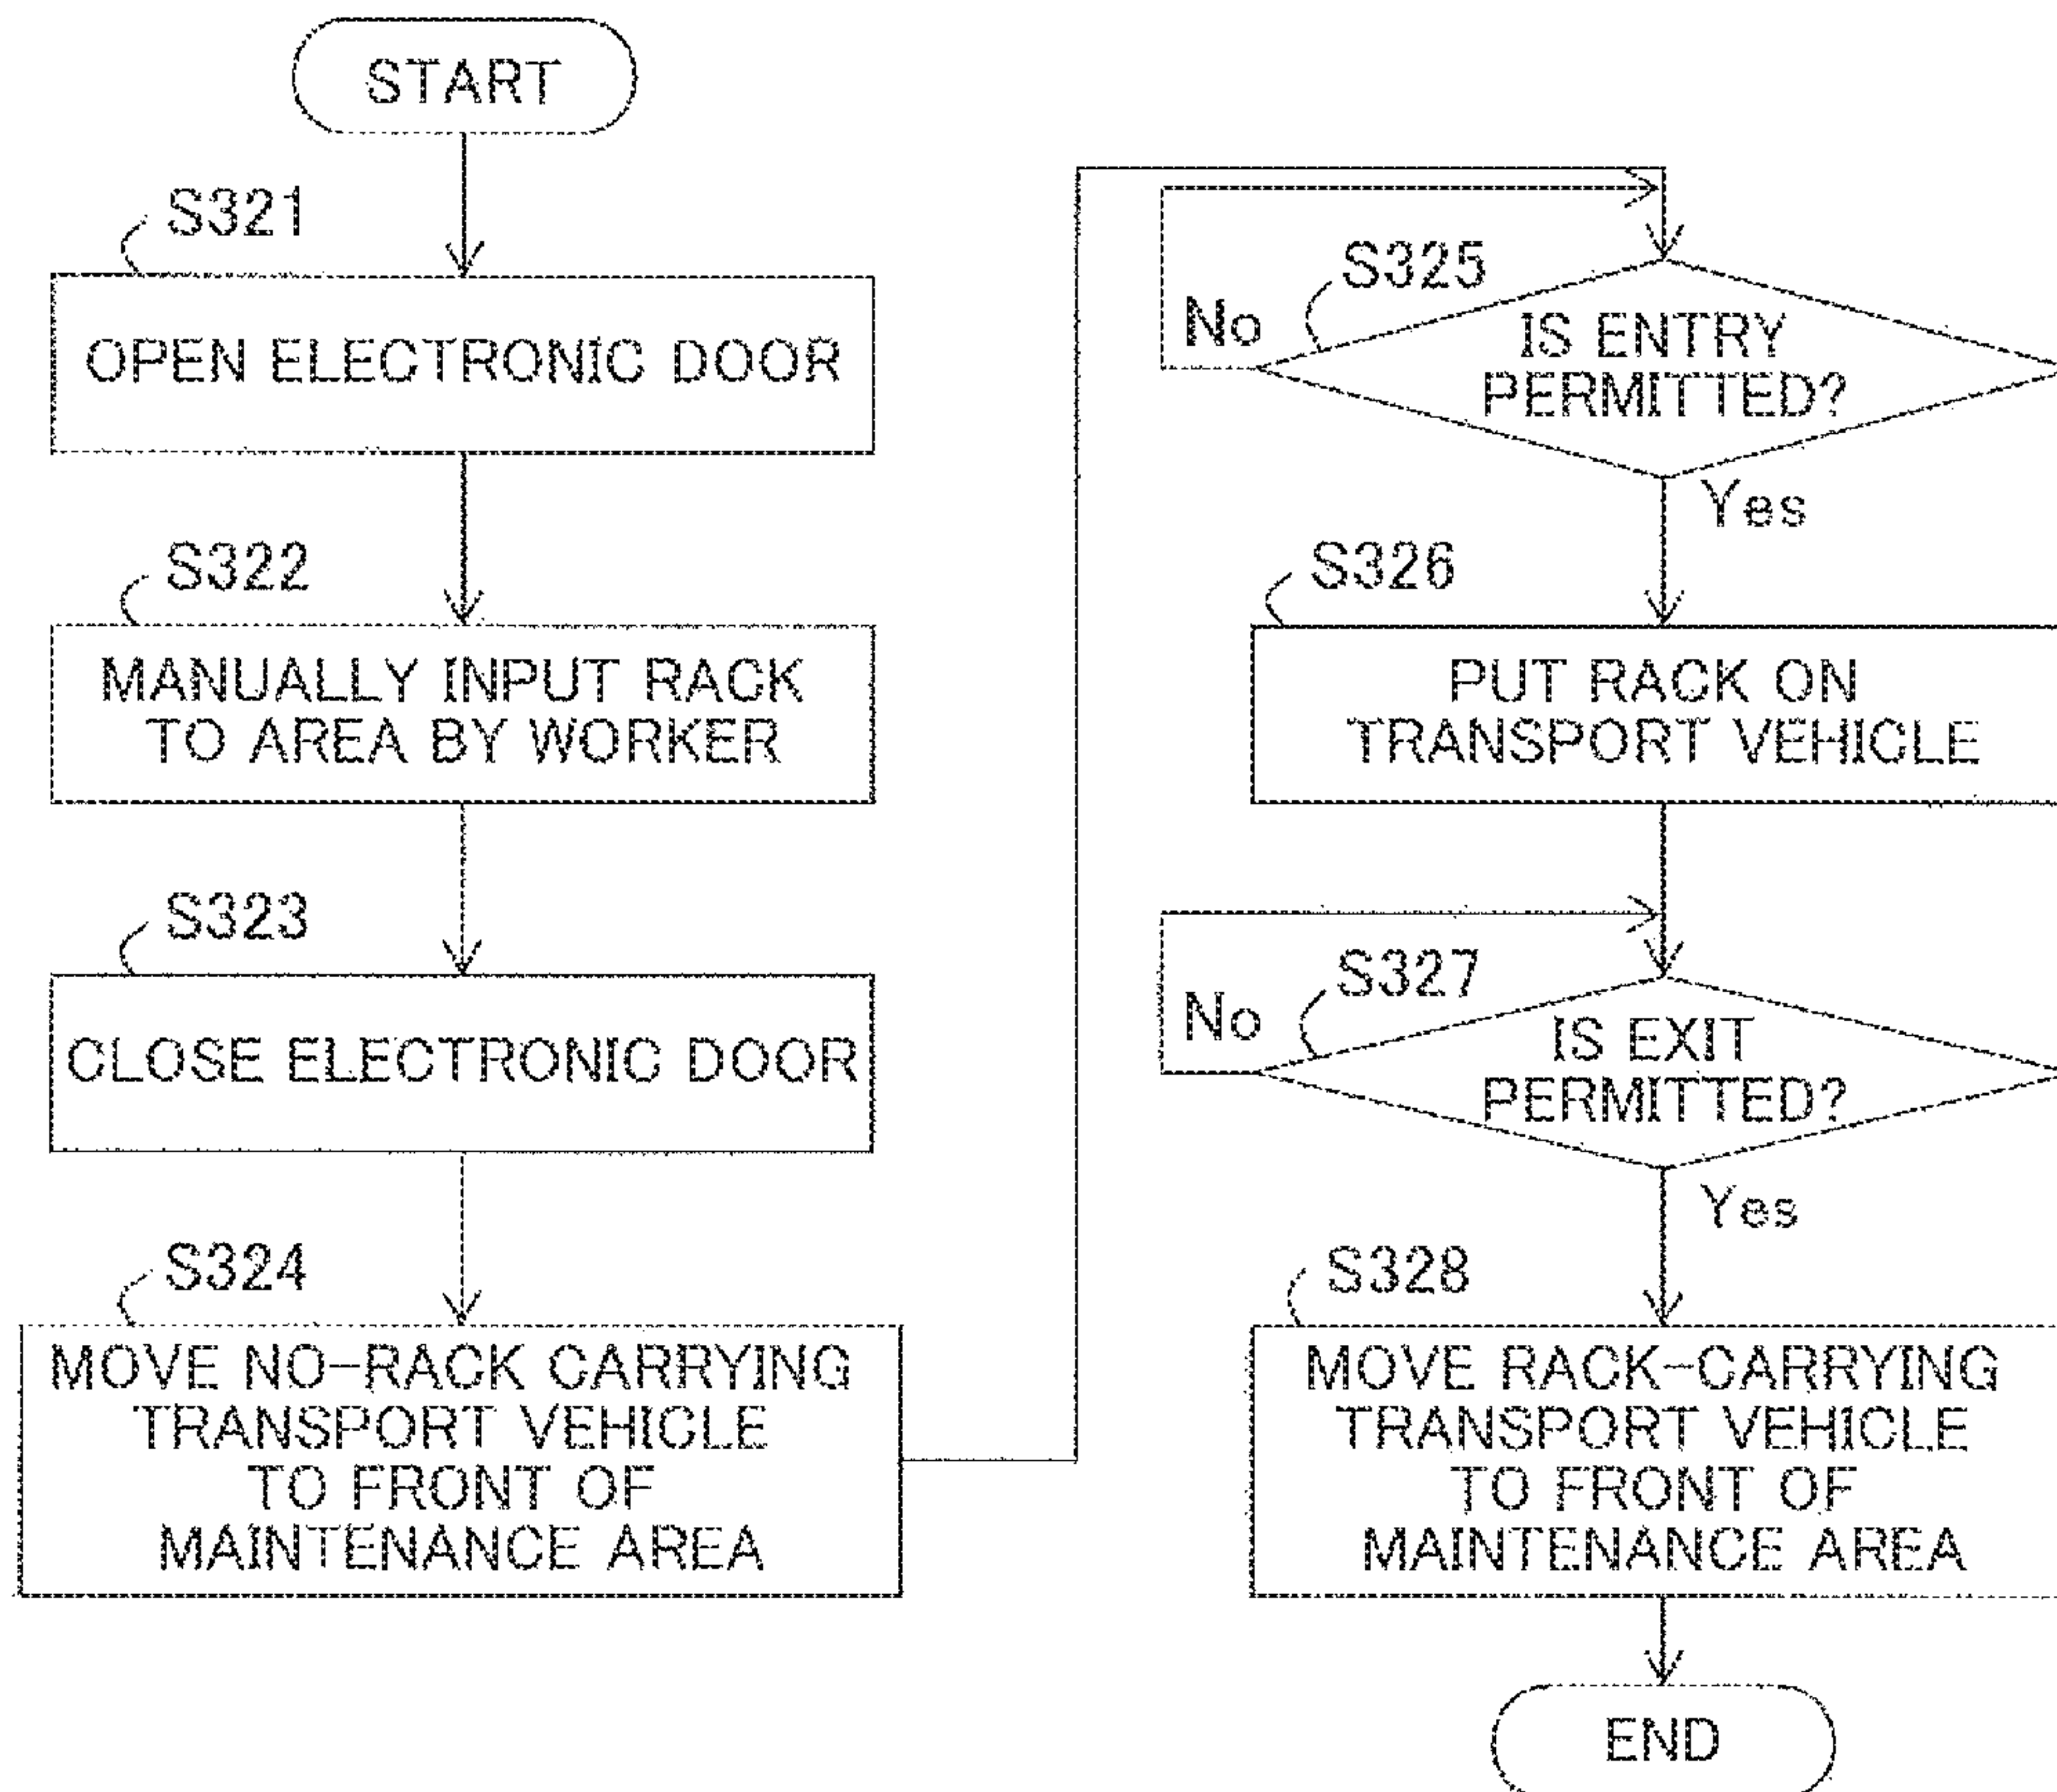 START
S321
OPEN ELECTRONIC DOOR
S322
MANUALLY INPUT RACK
TO AREA BY WORKER
S323
CLOSE ELECTRONIC DOOR
S324
MOVE NO-RACK CARRYING
TRANSPORT VEHICLE
TO FRONT OF
MAINTENANCE AREA
S325
No
IS ENTRY
PERMITTED?
Yes
S326
PUT RACK ON
TRANSPORT VEHICLE
S327
No
IS EXIT
PERMITTED?
Yes
S328
MOVE RACK-CARRYING
TRANSPORT VEHICLE
TO FRONT OF
MAINTENANCE AREA
END